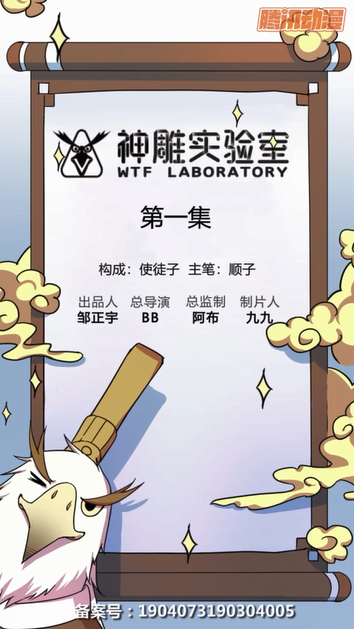 腾讯动漫
神雕实验室
WTF LABORATORY
第一集
构成：使徒子 主笔：顺子
出品人 总导演 总监制 制片人
邹正宇 BB 阿布 九九
备案号：1904073190304005